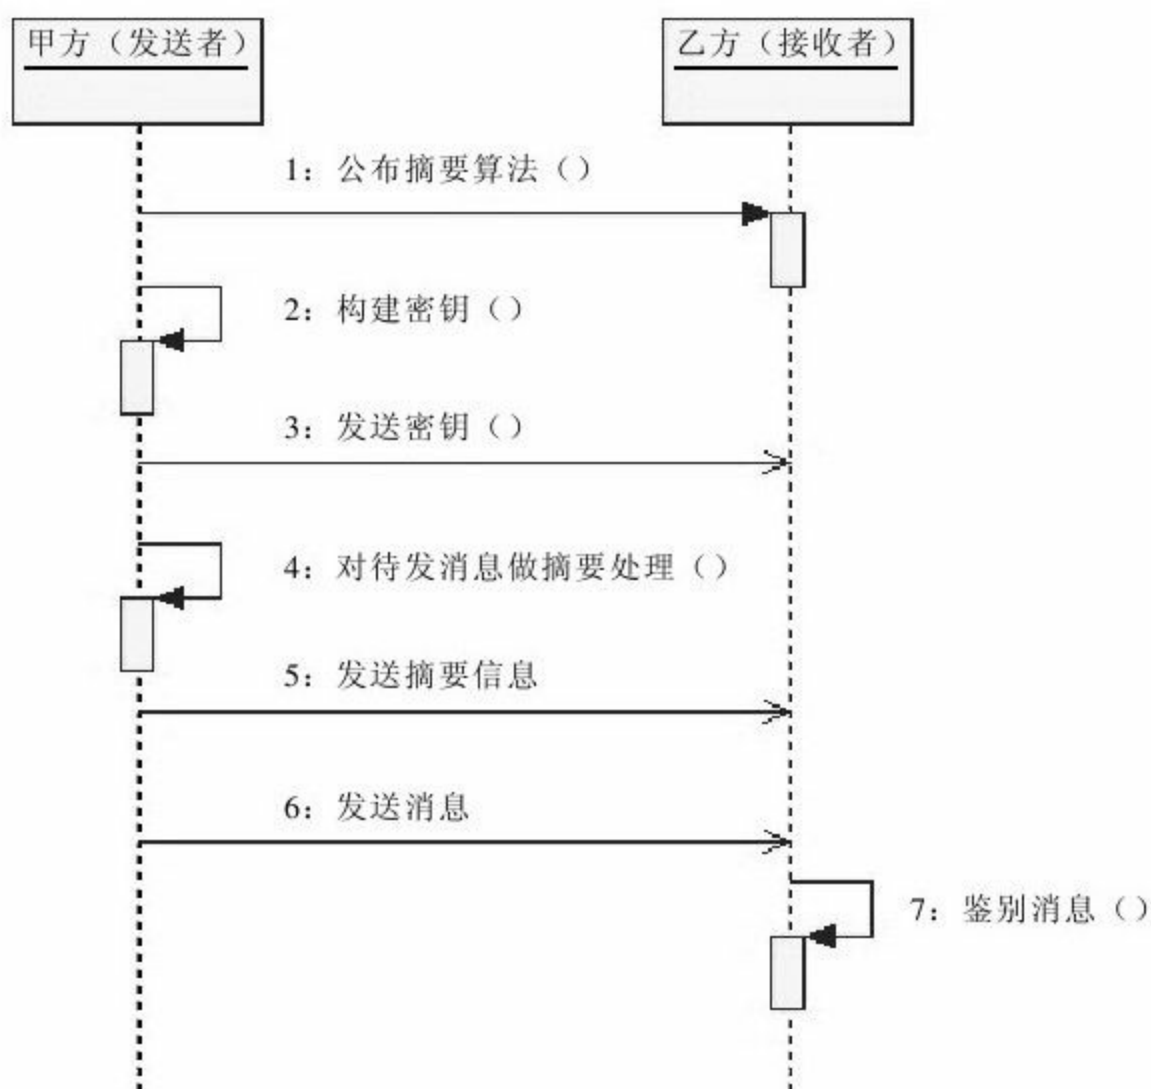 甲方（发送者）
乙方（接收者）
1：公布摘要算法（）
2：构建密钥（）
3：发送密钥（）
4：对待发消息做摘要处理（）
5：发送摘要信息
6：发送消息
7：鉴别消息（）